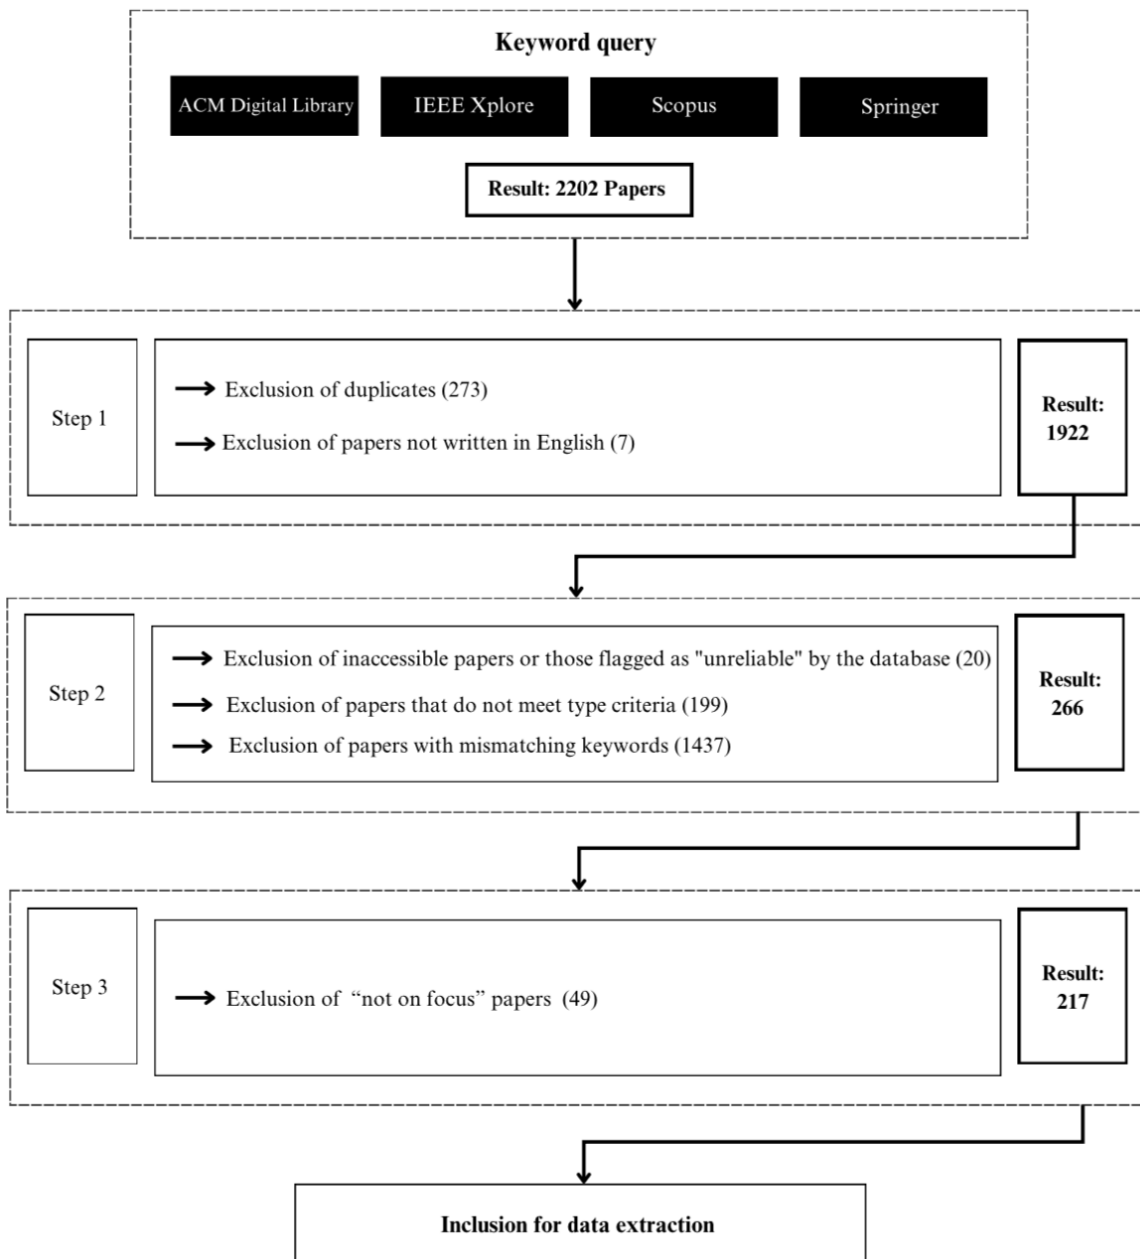 Keyword query
ACM Digital Library
IEEE Xplore
Scopus
Springer
Result: 2202 Papers
Step 1
Exclusion of duplicates (273)
Exclusion of papers not written in English (7)
Result:
1922
Step 2
Exclusion of inaccessible papers or those flagged as "unreliable" by the database (20)
Exclusion of papers that do not meet type criteria (199)
Exclusion of papers with mismatching keywords (1437)
Result:
266
Step 3
Exclusion of “not on focus” papers (49)
Result:
217
Inclusion for data extraction